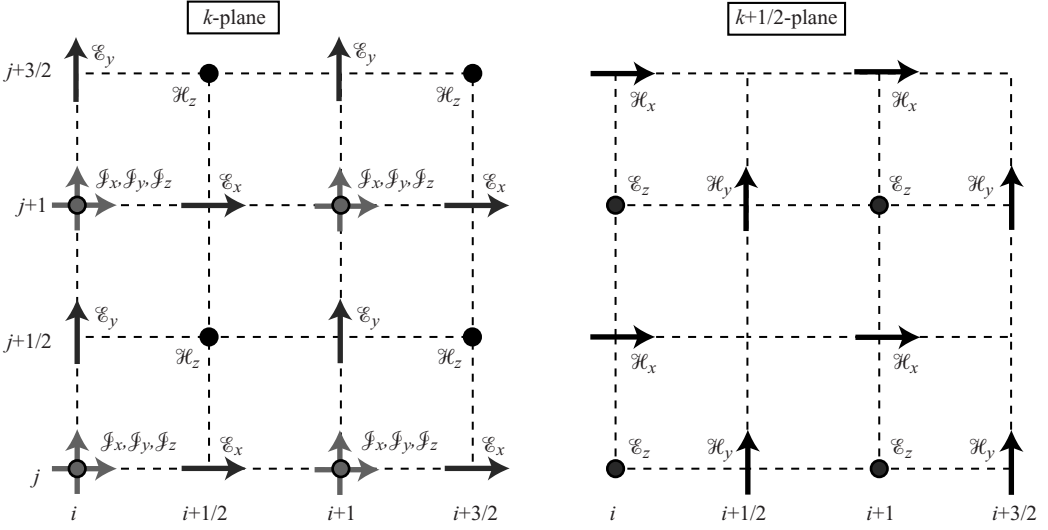 k-plane
k+1/2-plane
ℰy
ℰy
j+3/2
ℋz
ℋz
ℋx
ℋx
𝒥x,𝒥y,𝒥z
ℰx
𝒥x,𝒥y,𝒥z
ℰx
ℰz
ℋy
ℰz
ℋy
j+1
ℰy
ℰy
j+1/2
ℋz
ℋz
ℋx
ℋx
𝒥x,𝒥y,𝒥z
ℰx
𝒥x,𝒥y,𝒥z
ℰx
ℰz
ℋy
ℰz
ℋy
j
i
i+1/2
i+1
i+3/2
i
i+1/2
i+1
i+3/2